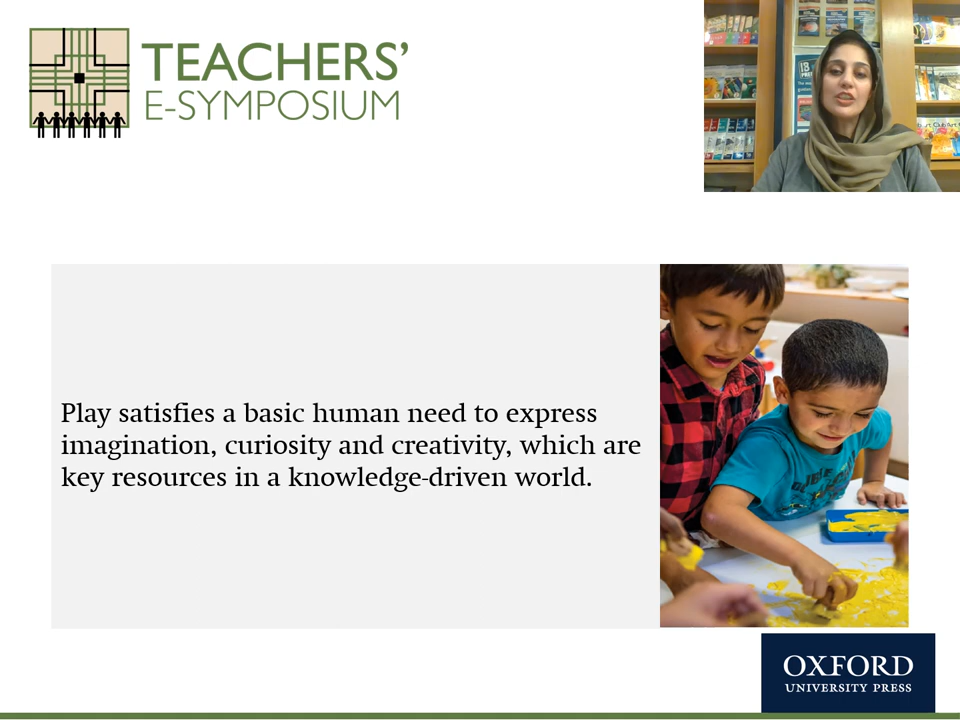 TEACHERS'
E-SYMPOSIUM
Play satisfies a basic human need to express
imagination, curiosity and creativity, which are
key resources in a knowledge-driven world.
OXFORD
UNIVERSITY PRESS